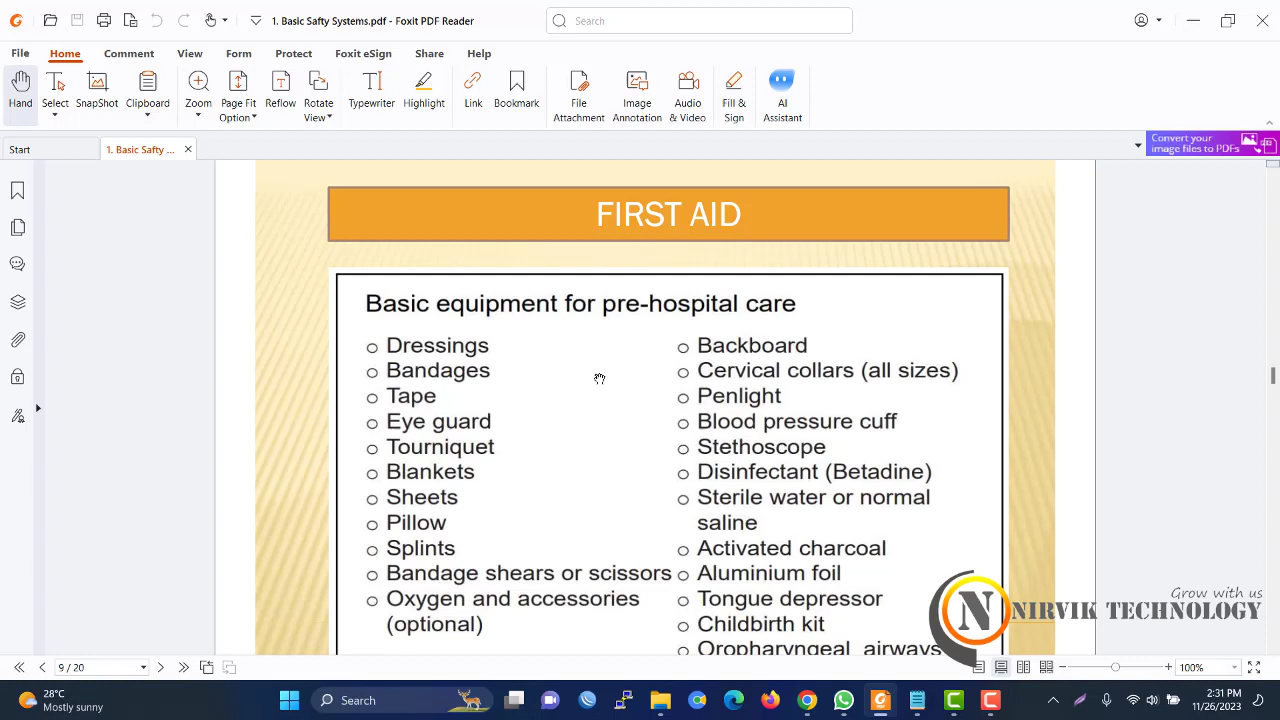 1. Basic Safty Systems.pdf - Foxit PDF Reader
Search
File Home Comment View Form Protect Foxit eSign Share Help
Hand Select SnapShot Clipboard Zoom Page Fit Option Reflow Rotate View Typewriter Highlight Link Bookmark File Attachment Image Annotation Audio & Video Fill & Sign AI Assistant
Start
1. Basic Safty ...
Convert your
image files to PDFs
FIRST AID
Basic equipment for pre-hospital care
Dressings
Bandages
Tape
Eye guard
Tourniquet
Blankets
Sheets
Pillow
Splints
Bandage shears or scissors
Oxygen and accessories
(optional)
Backboard
Cervical collars (all sizes)
Penlight
Blood pressure cuff
Stethoscope
Disinfectant (Betadine)
Sterile water or normal
saline
Activated charcoal
Aluminium foil
Tongue depressor
Childbirth kit
Oropharyngeal airways
Grow with us
N NIRVIK TECHNOLOGY
9 / 20
100%
28°C
Mostly sunny
Search
2:31 PM
11/26/2023